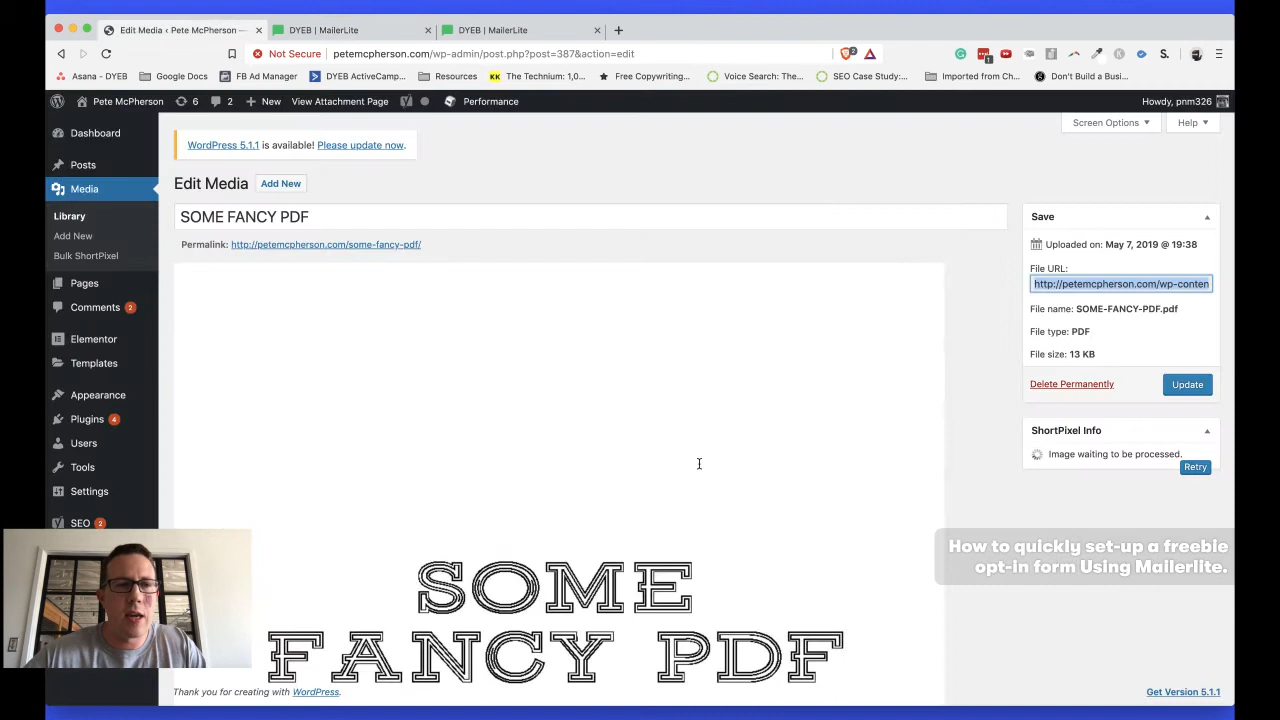 Edit Media ‹ Pete McPherson ‹
DYEB | MailerLite
DYEB | MailerLite
Not Secure petemcpherson.com/wp-admin/post.php?post=387&action=edit
Asana - DYEB
Google Docs
FB Ad Manager
DYEB ActiveCamp...
Resources
The Technium: 1,0...
Free Copywriting...
Voice Search: The...
SEO Case Study:...
Imported from Ch...
Don't Build a Busi...
Pete McPherson 6 2 New View Attachment Page Performance Howdy, pnm326
Screen Options Help
Dashboard
Posts
Media
Library
Add New
Bulk ShortPixel
Pages
Comments 2
Elementor
Templates
Appearance
Plugins 4
Users
Tools
Settings
SEO 2
WordPress 5.1.1 is available! Please update now.
Edit Media Add New
SOME FANCY PDF
Permalink: http://petemcpherson.com/some-fancy-pdf/
SOME
FANCY PDF
Save
Uploaded on: May 7, 2019 @ 19:38
File URL:
http://petemcpherson.com/wp-conten
File name: SOME-FANCY-PDF.pdf
File type: PDF
File size: 13 KB
Delete Permanently Update
ShortPixel Info
Image waiting to be processed.
Retry
How to quickly set-up a freebie
opt-in form Using Mailerlite.
Thank you for creating with WordPress.
Get Version 5.1.1